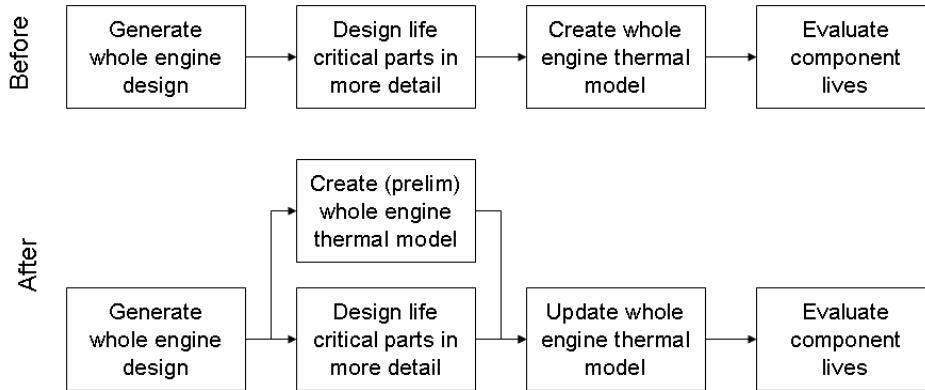 Before
Generate
whole engine
design
Design life
critical parts in
more detail
Create whole
engine thermal
model
Evaluate
component
lives
After
Create (prelim)
whole engine
thermal model
Generate
whole engine
design
Design life
critical parts in
more detail
Update whole
engine thermal
model
Evaluate
component
lives